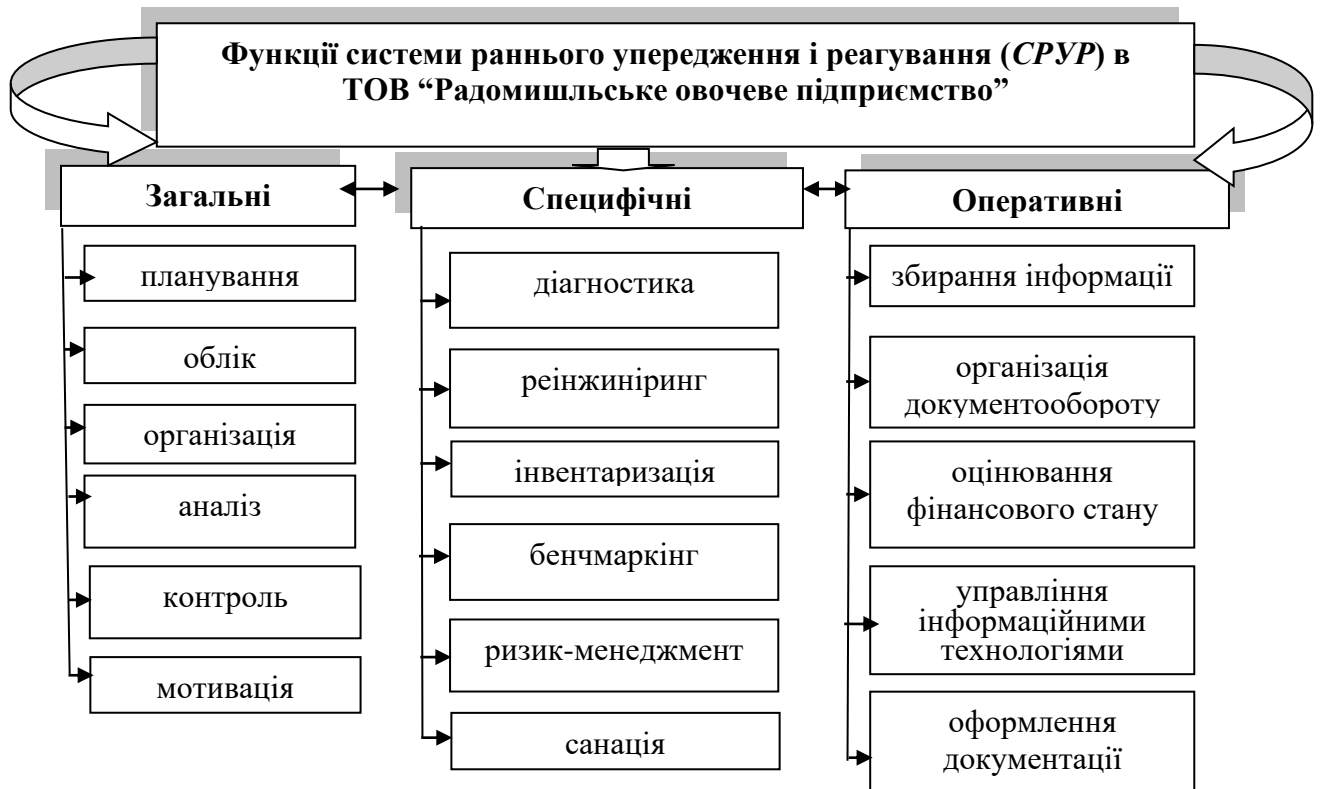 Функції системи раннього упередження і реагування (СРУР) в
ТОВ “Радомишльське овочеве підприємство”
Загальні
планування
облік
організація
аналіз
контроль
мотивація
Специфічні
діагностика
реінжиніринг
інвентаризація
бенчмаркінг
ризик-менеджмент
санація
Оперативні
збирання інформації
організація
документообороту
оцінювання
фінансового стану
управління
інформаційними
технологіями
оформлення
документації